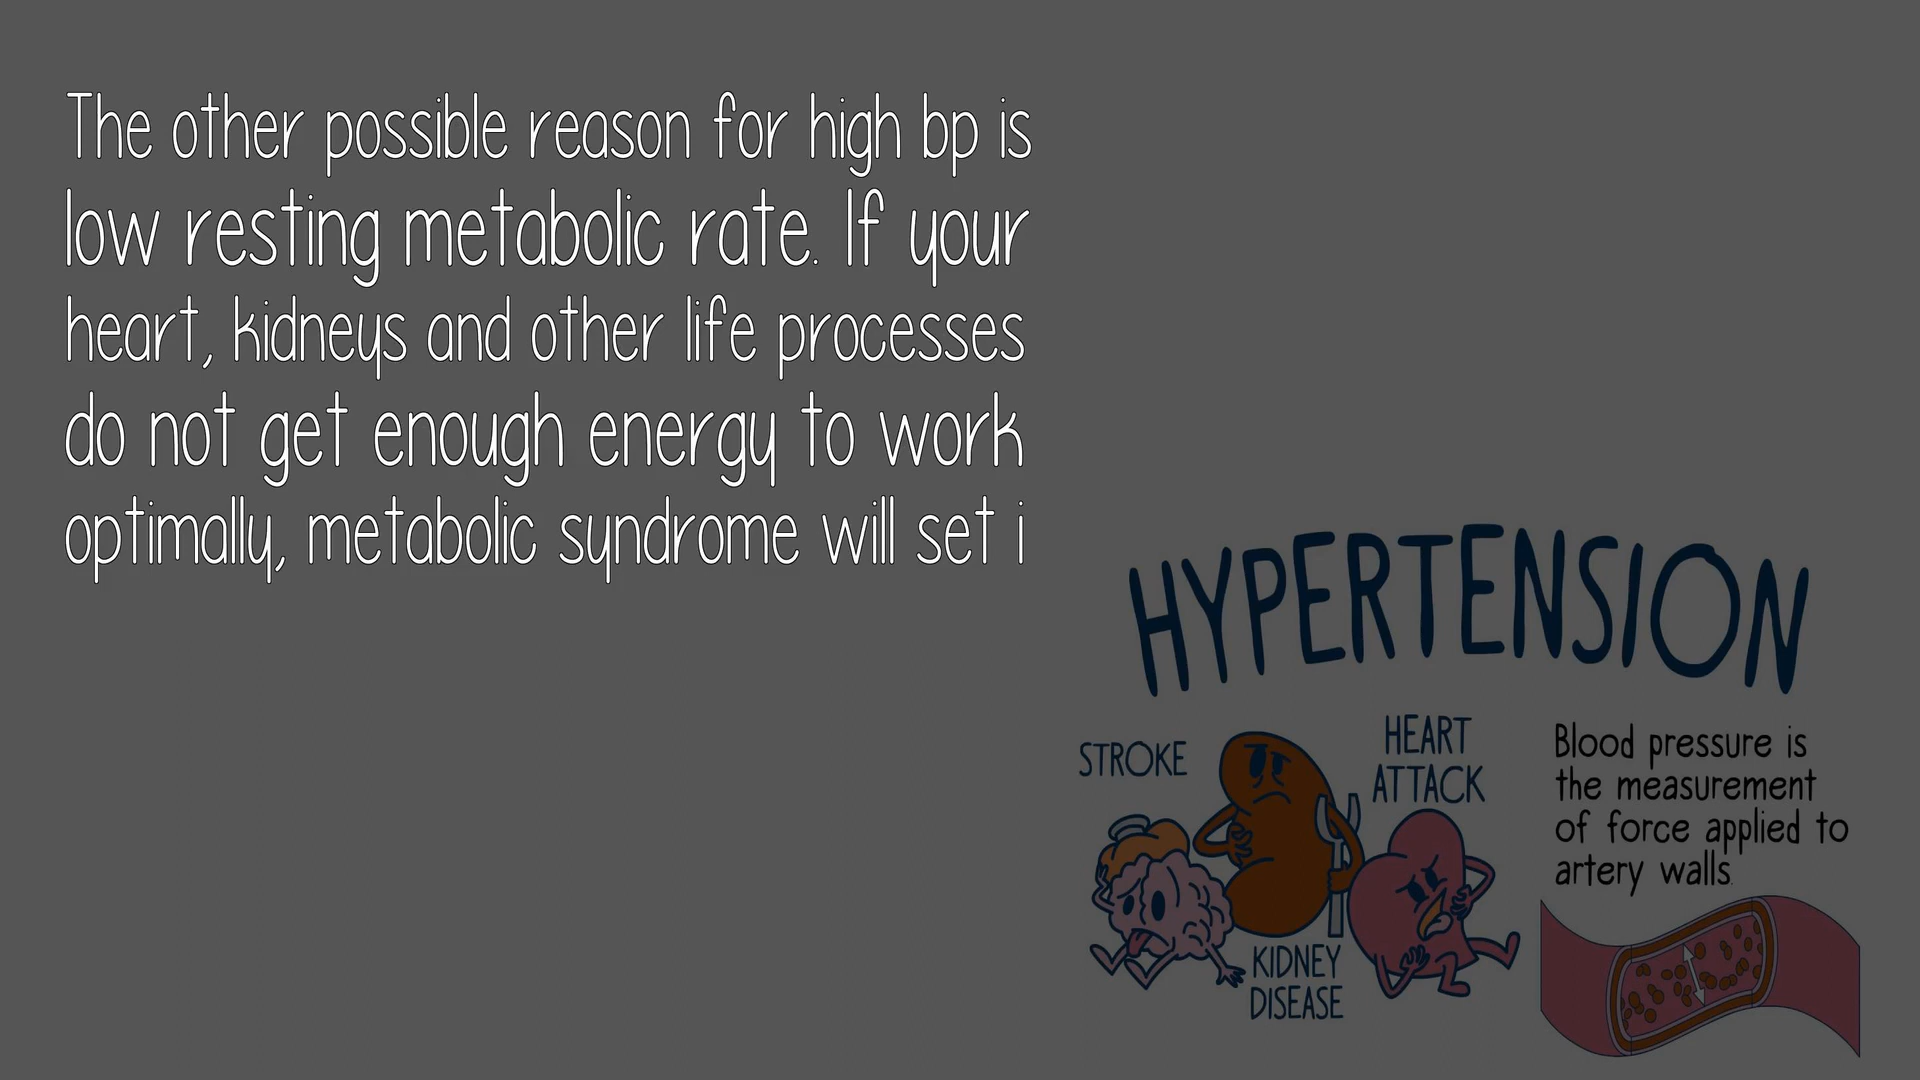 The other possible reason for high bp is
low resting metabolic rate. If your
heart, kidneys and other life processes
do not get enough energy to work
optimally, metabolic syndrome will set i
HYPERTENSION
STROKE
HEART
ATTACK
KIDNEY
DISEASE
Blood pressure is
the measurement
of force applied to
artery walls.